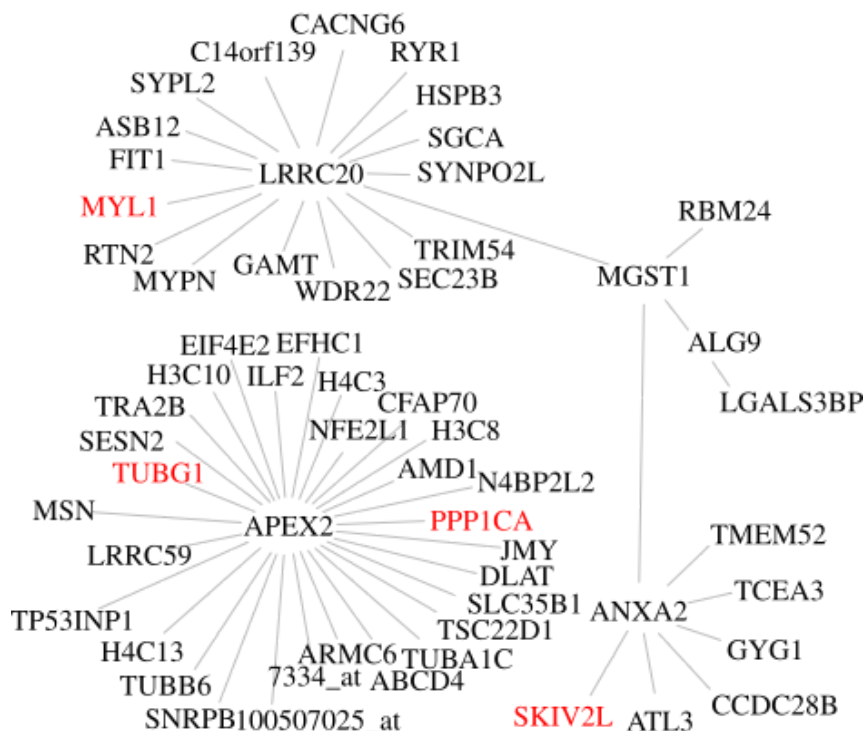 CACNG6
C14orf139
RYR1
SYPL2
HSPB3
ASB12
SGCA
FIT1
LRRC20
SYNPO2L
MYL1
RBM24
RTN2
TRIM54
MYPN
GAMT
SEC23B
MGST1
WDR22
EIF4E2
EFHC1
ALG9
H3C10
ILF2
H4C3
TRA2B
CFAP70
LGALS3BP
SESN2
NFE2L1
H3C8
TUBG1
AMD1
N4BP2L2
MSN
APEX2
PPP1CA
TMEM52
LRRC59
JMY
DLAT
TCEA3
SLC35B1
ANXA2
TP53INP1
TSC22D1
H4C13
ARMC6
TUBA1C
GYG1
TUBB6
7334_at
ABCD4
CCDC28B
SNRPB
100507025_at
SKIV2L
ATL3